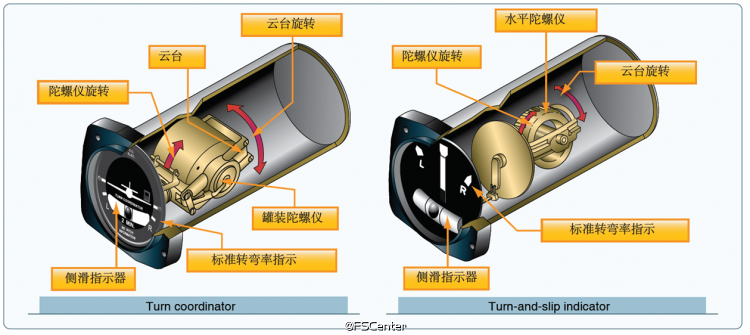 云台旋转
云台
陀螺仪旋转
罐装陀螺仪
标准转弯率指示
侧滑指示器
L
R
Turn coordinator
水平陀螺仪
陀螺仪旋转
云台旋转
L
R
标准转弯率指示
侧滑指示器
Turn-and-slip indicator
@FSCenter